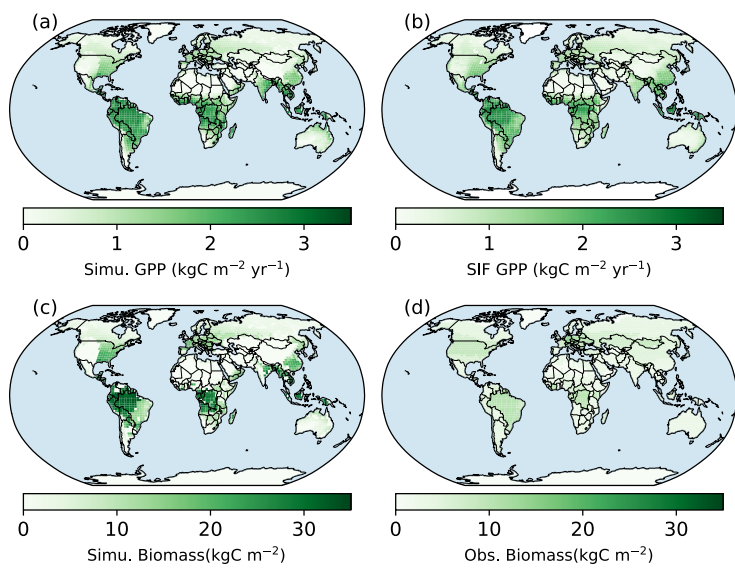 (a)
(b)
0 1 2 3
Simu. GPP (kgC m⁻² yr⁻¹)
0 1 2 3
SIF GPP (kgC m⁻² yr⁻¹)
(c)
(d)
0 10 20 30
Simu. Biomass(kgC m⁻²)
0 10 20 30
Obs. Biomass(kgC m⁻²)